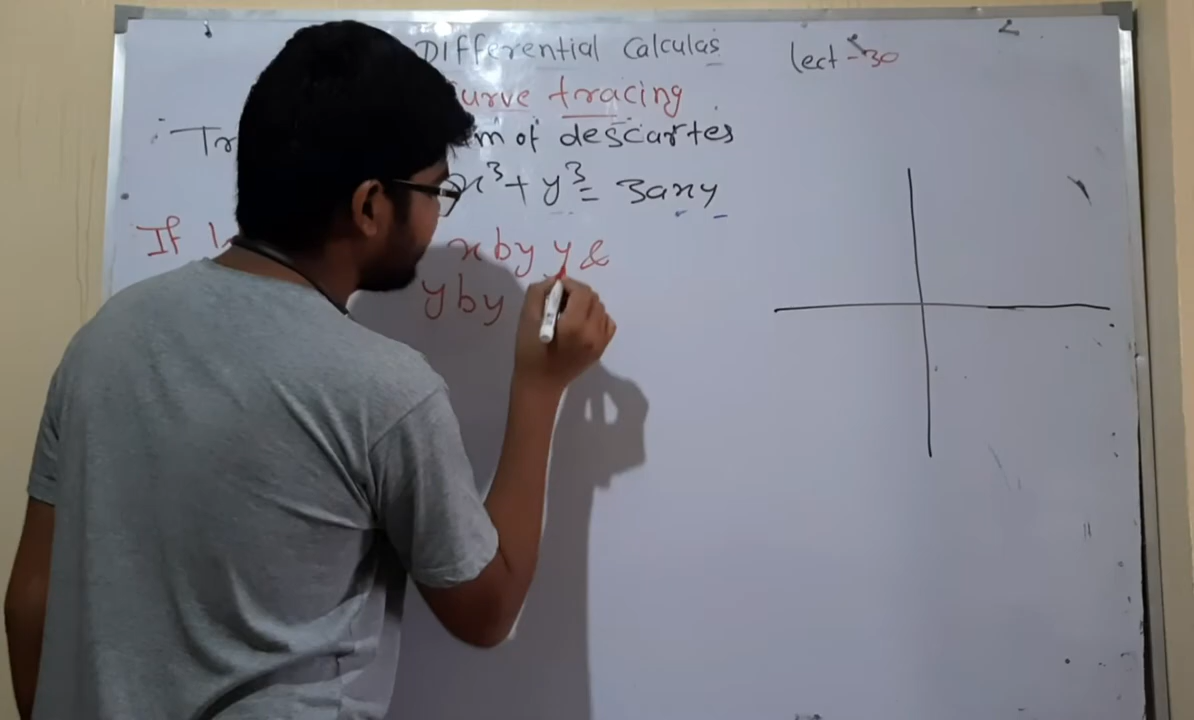 Differential Calculas
Lect - 30
urve tracing
Tr m of descartes
x³ + y³ = 3axy
If x by y &
y by